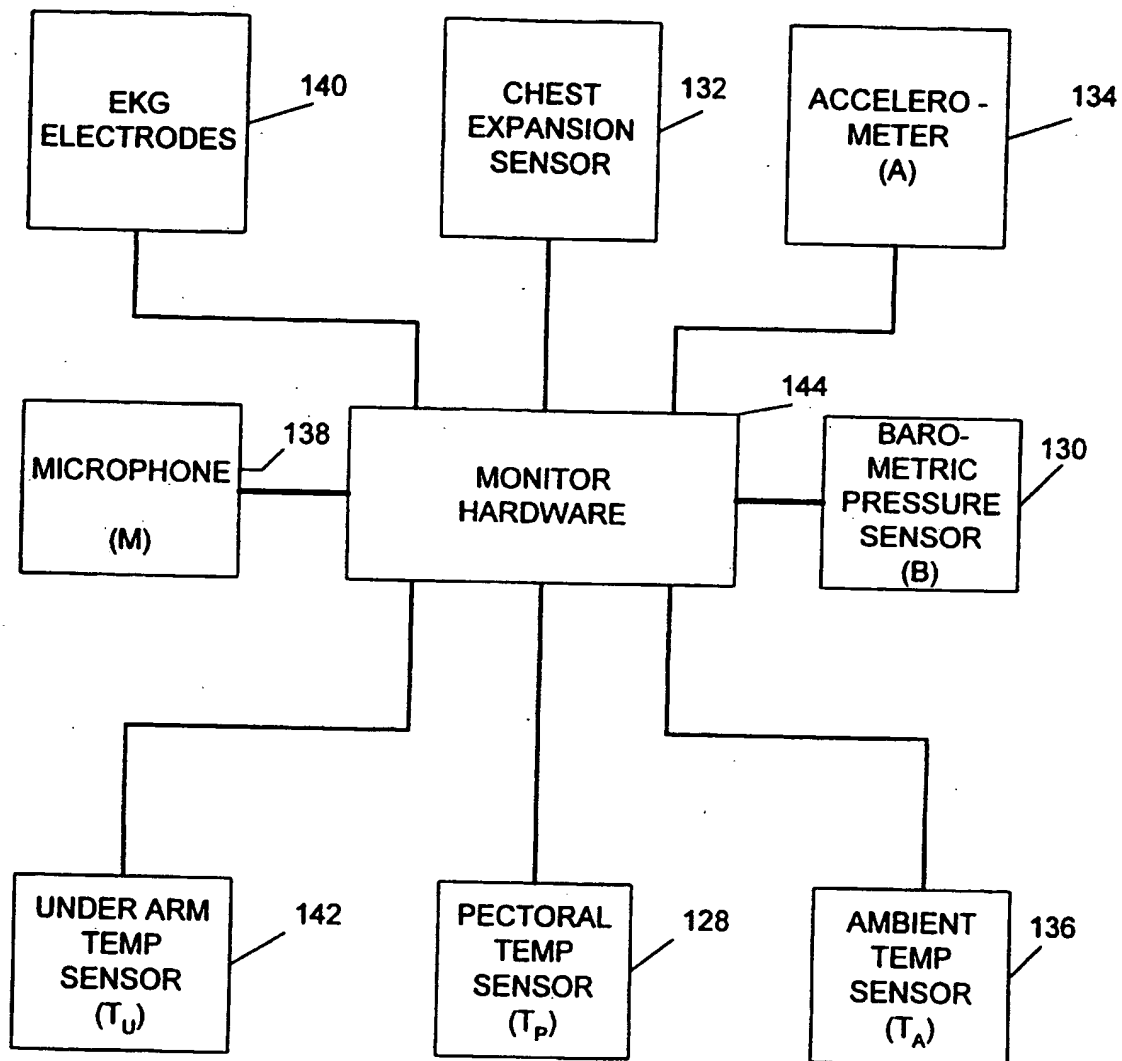 EKG
ELECTRODES
140
CHEST
EXPANSION
SENSOR
132
ACCELERO -
METER
(A)
134
MICROPHONE
(M)
138
MONITOR
HARDWARE
144
BARO-
METRIC
PRESSURE
SENSOR
(B)
130
UNDER ARM
TEMP
SENSOR
(T_U)
142
PECTORAL
TEMP
SENSOR
(T_P)
128
AMBIENT
TEMP
SENSOR
(T_A)
136